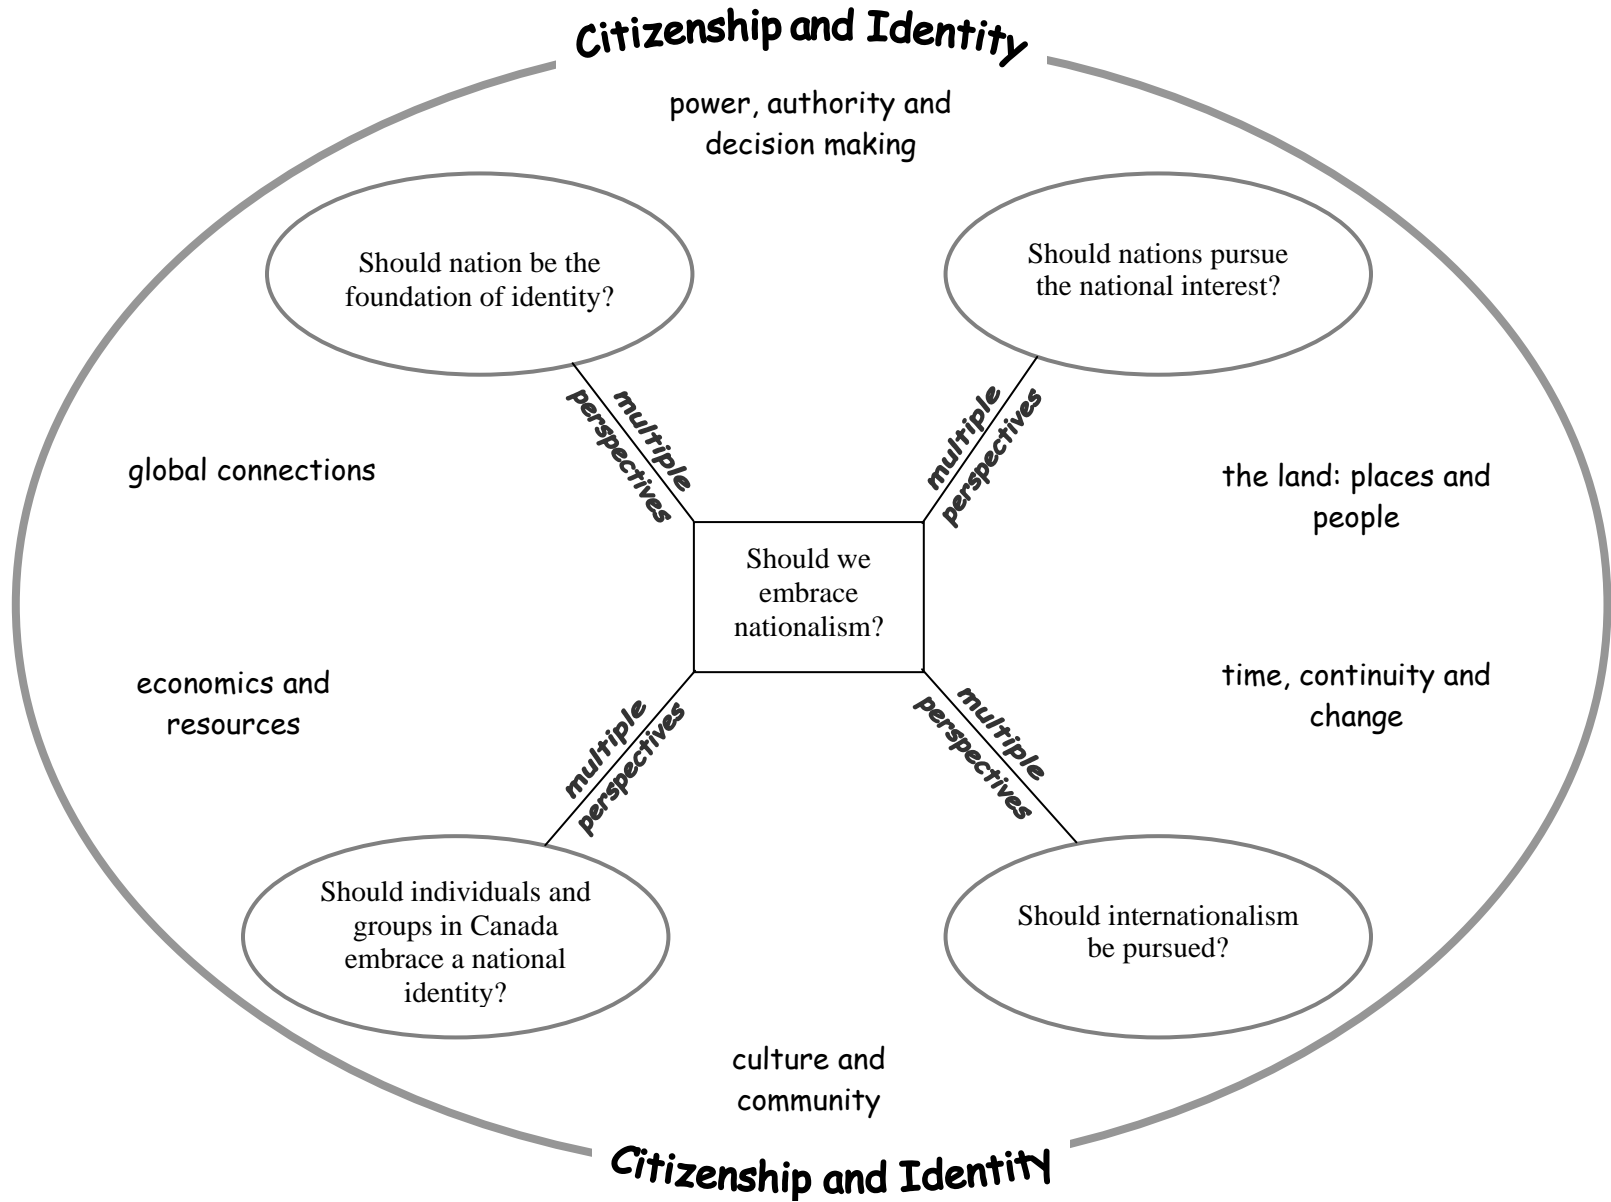 Citizenship and Identity
power, authority and
decision making
Should nation be the
foundation of identity?
Should nations pursue
the national interest?
multiple
perspectives
multiple
perspectives
global connections
the land: places and
people
Should we
embrace
nationalism?
economics and
resources
time, continuity and
change
multiple
perspectives
multiple
perspectives
Should individuals and
groups in Canada
embrace a national
identity?
Should internationalism
be pursued?
culture and
community
Citizenship and Identity